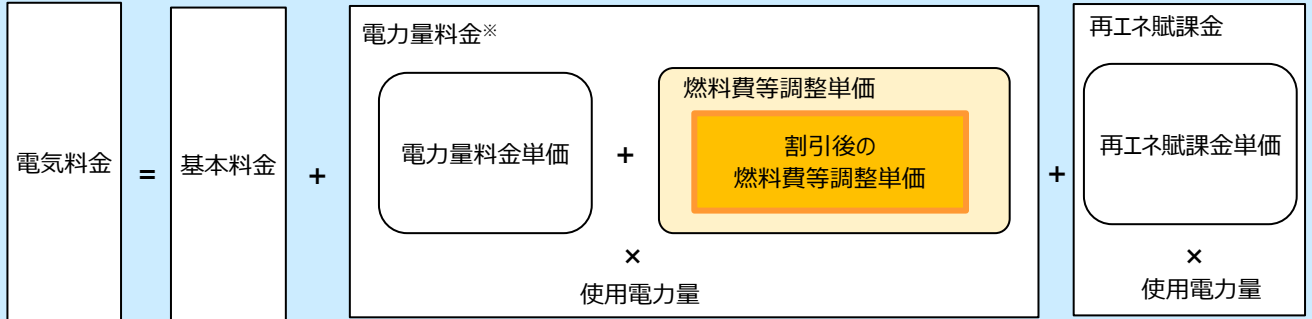 電気料金
=
基本料金
+
電力量料金※
電力量料金単価
+
燃料費等調整単価
割引後の
燃料費等調整単価
×
使用電力量
+
再エネ賦課金
再エネ賦課金単価
×
使用電力量